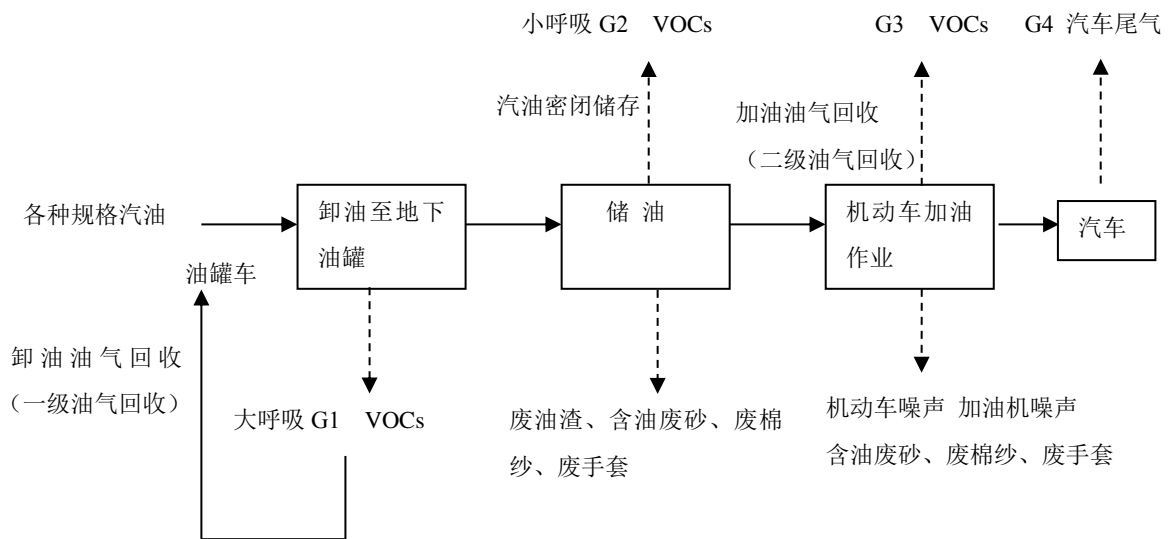 小呼吸 G2 VOCs
G3 VOCs
G4 汽车尾气
汽油密闭储存
加油油气回收
（二级油气回收）
各种规格汽油
卸油至地下
油罐
储 油
机动车加油
作业
汽车
油罐车
卸油油气回收
（一级油气回收）
大呼吸 G1 VOCs
废油渣、含油废砂、废棉
纱、废手套
机动车噪声 加油机噪声
含油废砂、废棉纱、废手套